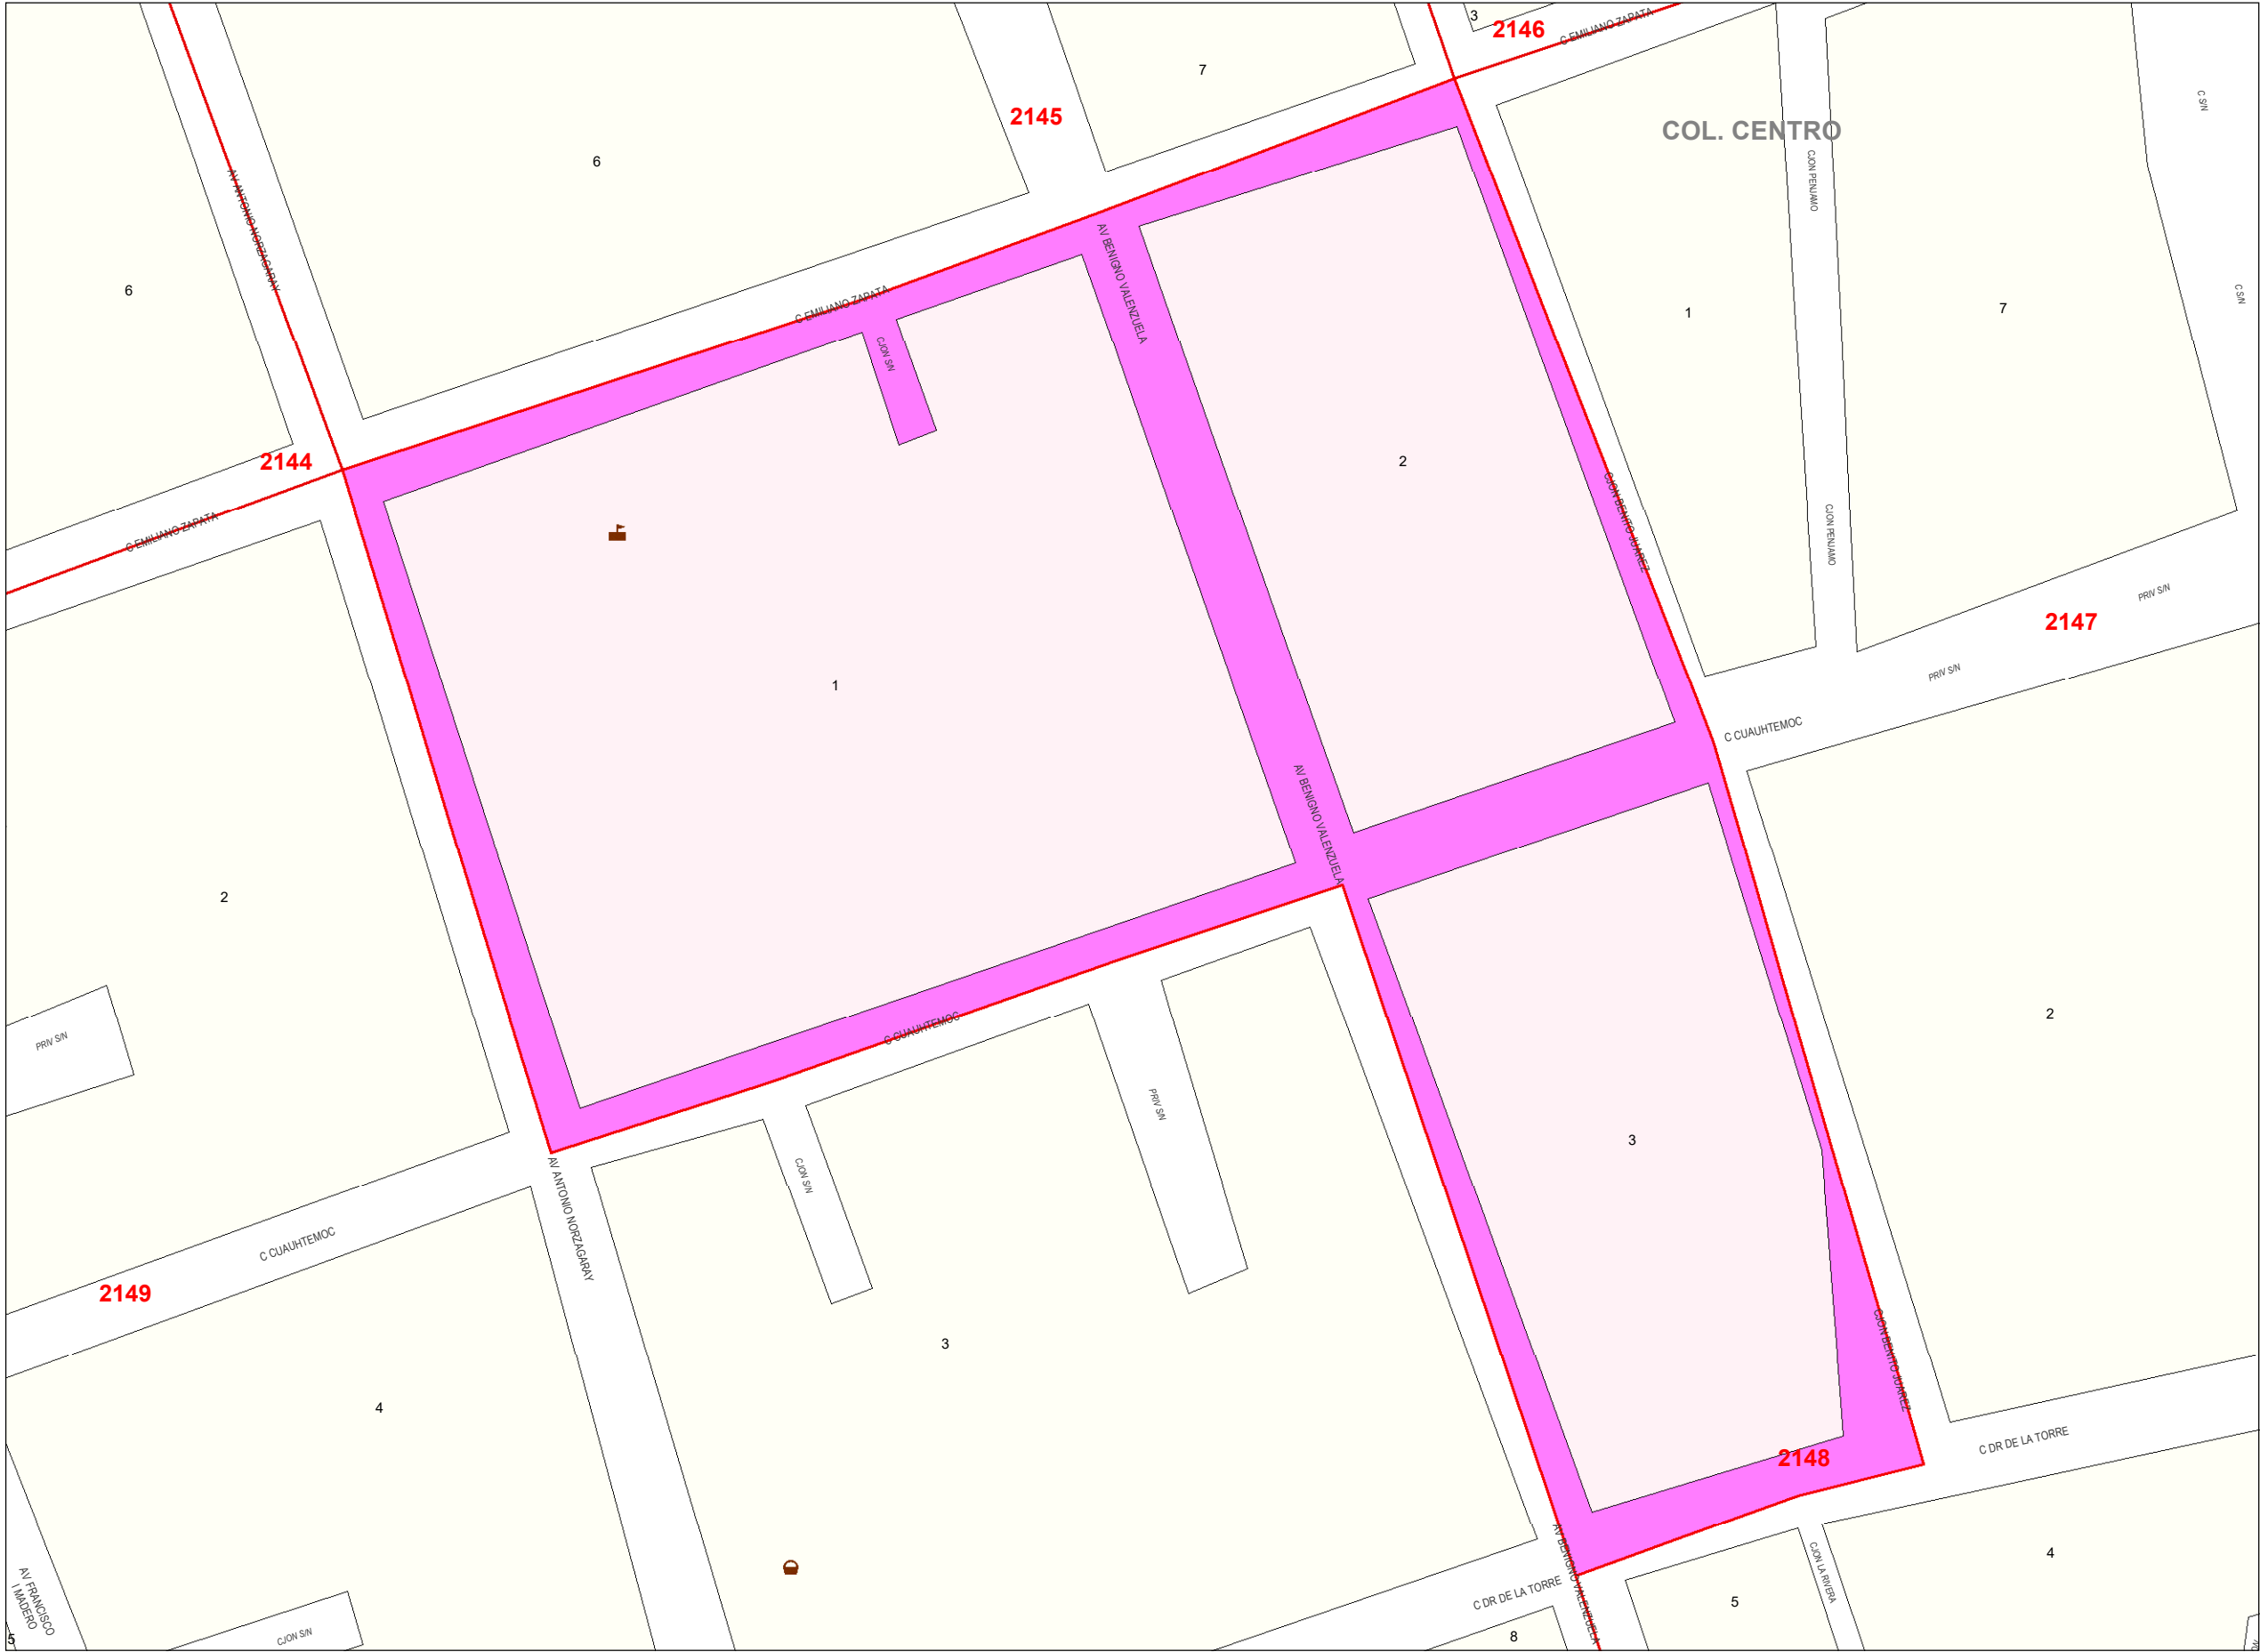 3
2146
C EMILIANO ZAPATA
7
C S/N
2145
COL. CENTRO
6
CJON PENJAMO
AV ANTONIO NORZAGARAY
AV BENIGNO VALENZUELA
6
C EMILIANO ZAPATA
C S/N
7
1
CJON S/N
2144
2
C EMILIANO ZAPATA
CJON BENITO JUAREZ
CJON PENJAMO
PRIV S/N
2147
PRIV S/N
1
C CUAUHTEMOC
AV BENIGNO VALENZUELA
2
2
C CUAUHTEMOC
PRIV S/N
PRIV S/N
3
CJON S/N
AV ANTONIO NORZAGARAY
C CUAUHTEMOC
2149
3
CJON BENITO JUAREZ
4
C DR DE LA TORRE
2148
AV BENIGNO VALENZUELA
4
CJON LA RIVERA
AV FRANCISCO
I MADERO
C DR DE LA TORRE
5
CJON S/N
8
5